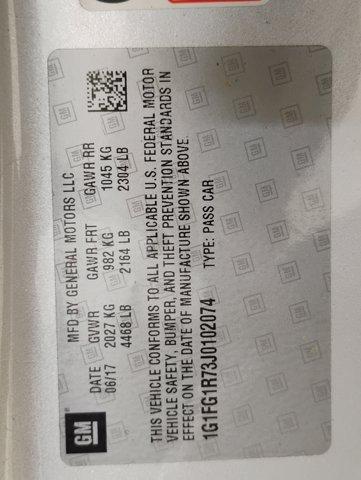 GM
MFD BY GENERAL MOTORS LLC
DATE GVWR GAWR FRT GAWR RR
06/17 2027 KG 982 KG 1045 KG
4468 LB 2164 LB 2304 LB
THIS VEHICLE CONFORMS TO ALL APPLICABLE U.S. FEDERAL MOTOR
VEHICLE SAFETY, BUMPER, AND THEFT PREVENTION STANDARDS IN
EFFECT ON THE DATE OF MANUFACTURE SHOWN ABOVE.
1G1FG1R73J0102074 TYPE: PASS CAR